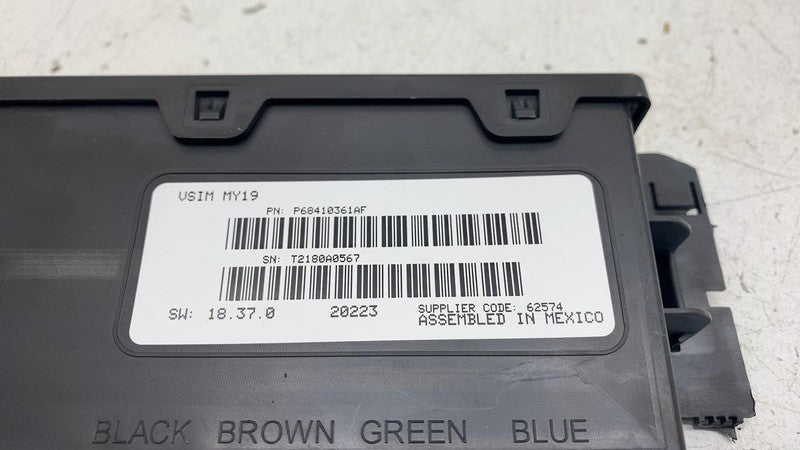 VSIM MY19
PN: P68410361AF
SN: T2180A0567
SW: 18.37.0 20223 SUPPLIER CODE: 62574
ASSEMBLED IN MEXICO
BLACK BROWN GREEN BLUE